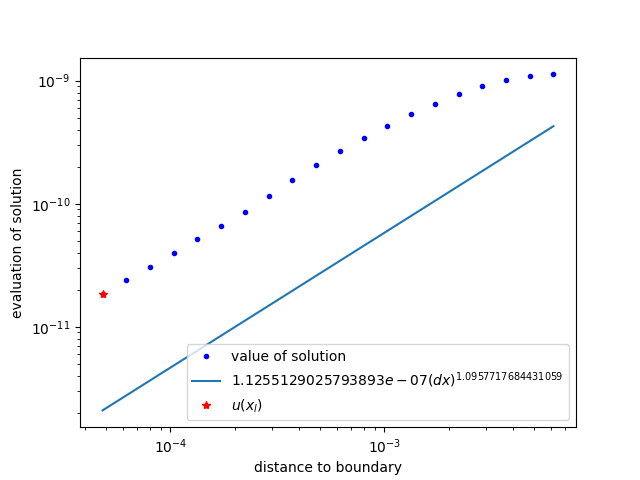 10^{-9}
10^{-10}
10^{-11}
evaluation of solution
value of solution
1.1255129025793893e − 07(dx)^{1.0957717684431059}
u(x_l)
10^{-4}
10^{-3}
distance to boundary